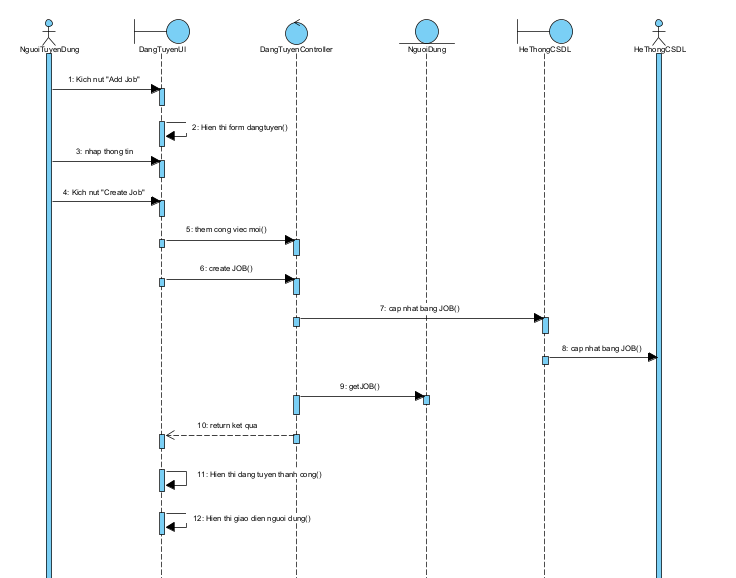 NguoiTuyenDung
DangTuyenUI
DangTuyenController
NguoiDung
HeThongCSDL
HeThongCSDL
1: Kich nut "Add Job"
2: Hien thi form dangtuyen()
3: nhap thong tin
4: Kich nut "Create Job"
5: them cong viec moi()
6: create JOB()
7: cap nhat bang JOB()
8: cap nhat bang JOB()
9: getJOB()
10: return ket qua
11: Hien thi dang tuyen thanh cong()
12: Hien thi giao dien nguoi dung()